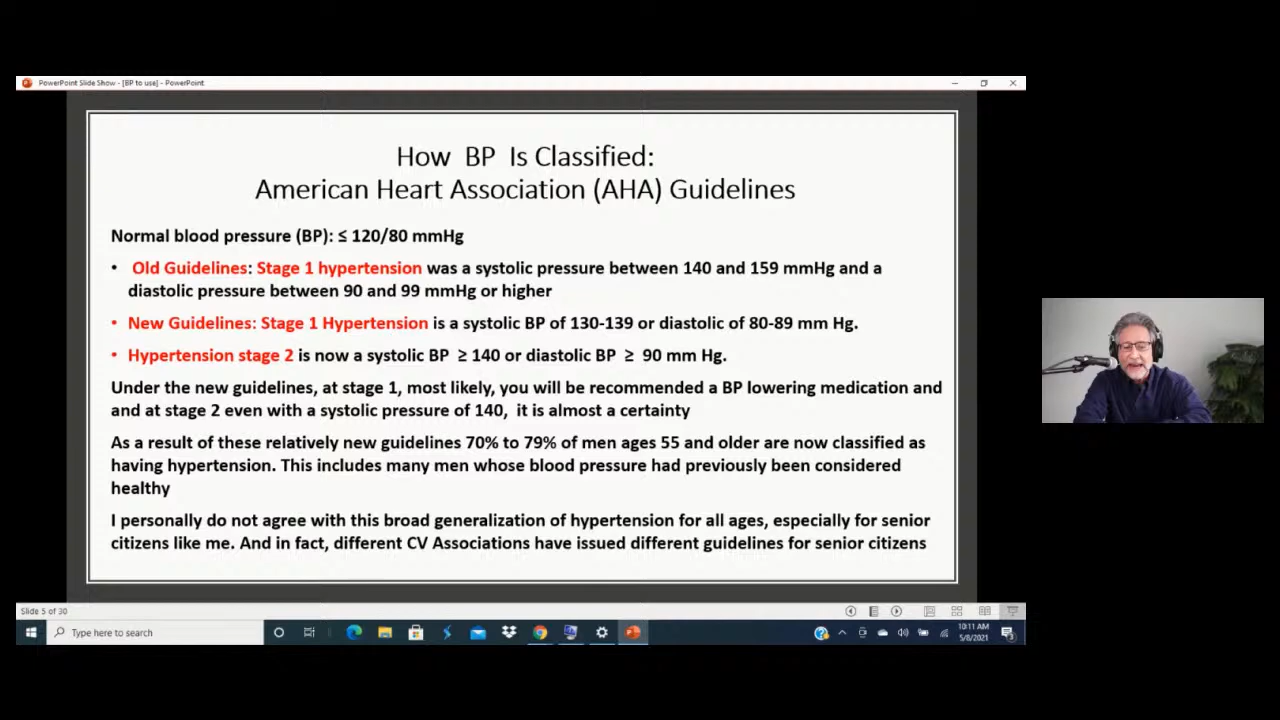 PowerPoint Slide Show - [BP to use] - PowerPoint
How BP Is Classified:
American Heart Association (AHA) Guidelines
Normal blood pressure (BP): ≤ 120/80 mmHg
• Old Guidelines: Stage 1 hypertension was a systolic pressure between 140 and 159 mmHg and a
diastolic pressure between 90 and 99 mmHg or higher
• New Guidelines: Stage 1 Hypertension is a systolic BP of 130-139 or diastolic of 80-89 mm Hg.
• Hypertension stage 2 is now a systolic BP ≥ 140 or diastolic BP ≥ 90 mm Hg.
Under the new guidelines, at stage 1, most likely, you will be recommended a BP lowering medication and
and at stage 2 even with a systolic pressure of 140, it is almost a certainty
As a result of these relatively new guidelines 70% to 79% of men ages 55 and older are now classified as
having hypertension. This includes many men whose blood pressure had previously been considered
healthy
I personally do not agree with this broad generalization of hypertension for all ages, especially for senior
citizens like me. And in fact, different CV Associations have issued different guidelines for senior citizens
Slide 5 of 30
Type here to search
10:11 AM
5/8/2021